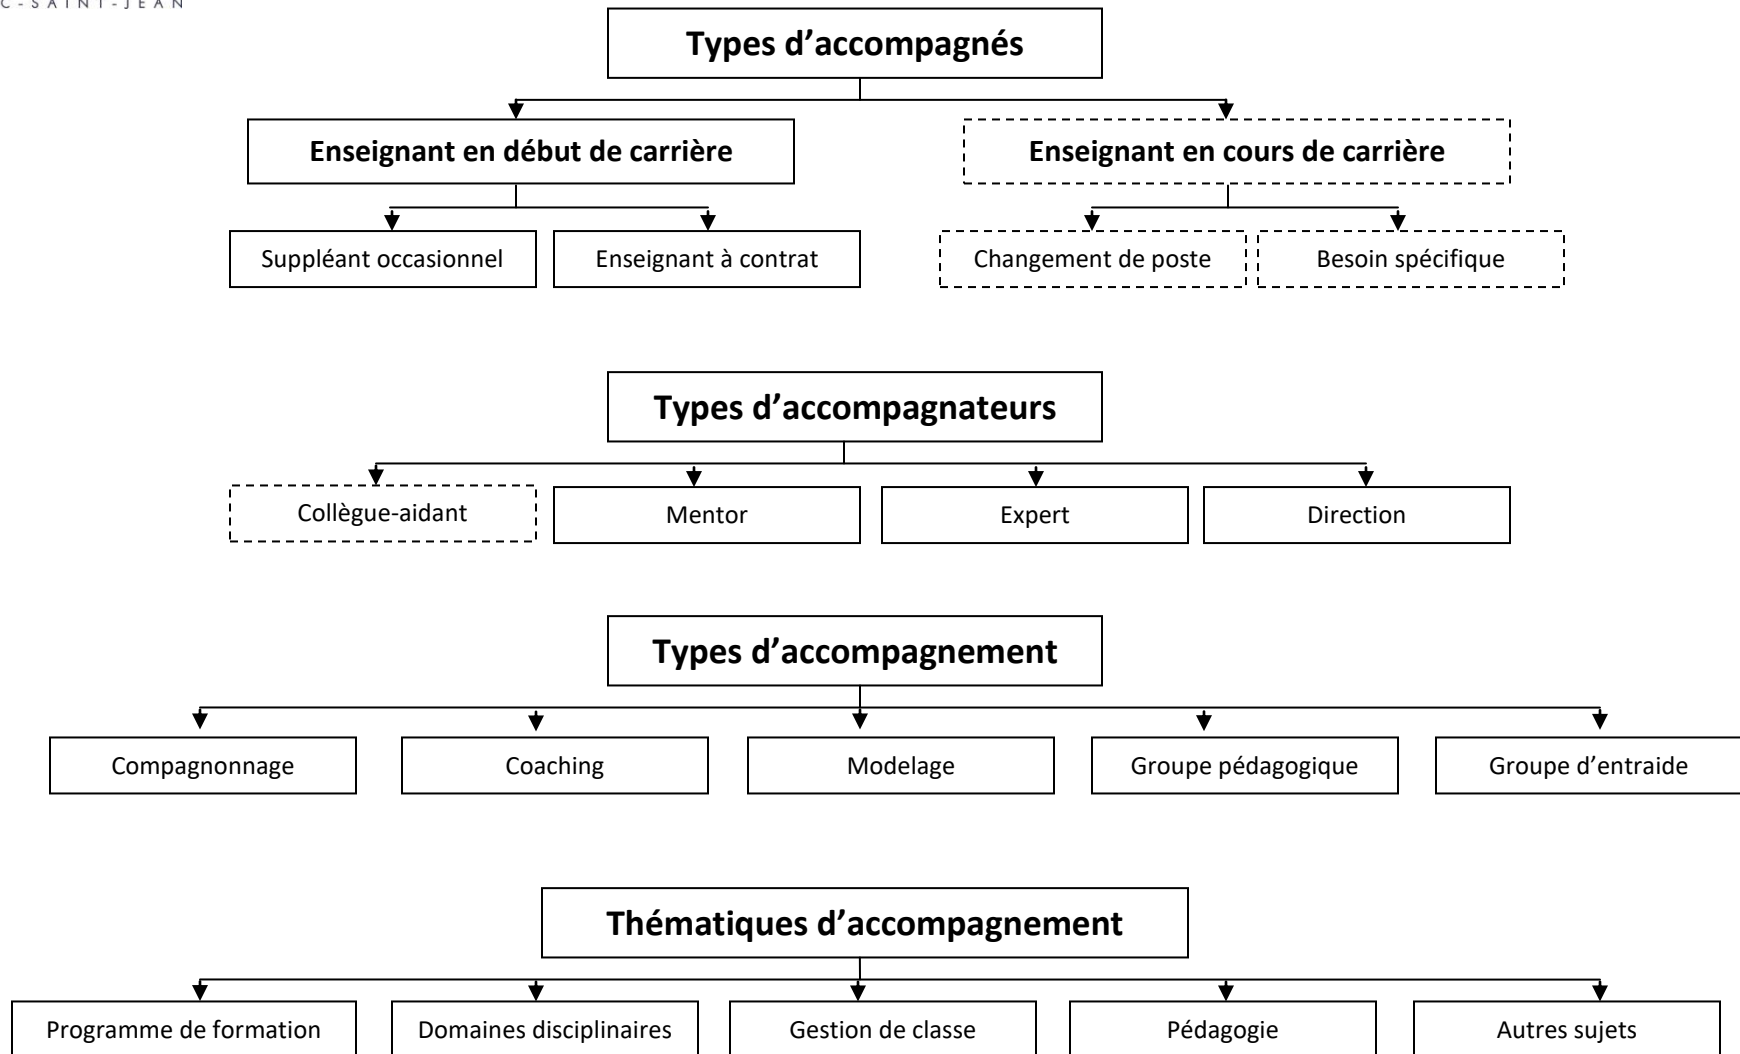 C-SAINT-JEAN
Types d’accompagnés
Enseignant en début de carrière
Enseignant en cours de carrière
Suppléant occasionnel
Enseignant à contrat
Changement de poste
Besoin spécifique
Types d’accompagnateurs
Collègue-aidant
Mentor
Expert
Direction
Types d’accompagnement
Compagnonnage
Coaching
Modelage
Groupe pédagogique
Groupe d’entraide
Thématiques d’accompagnement
Programme de formation
Domaines disciplinaires
Gestion de classe
Pédagogie
Autres sujets